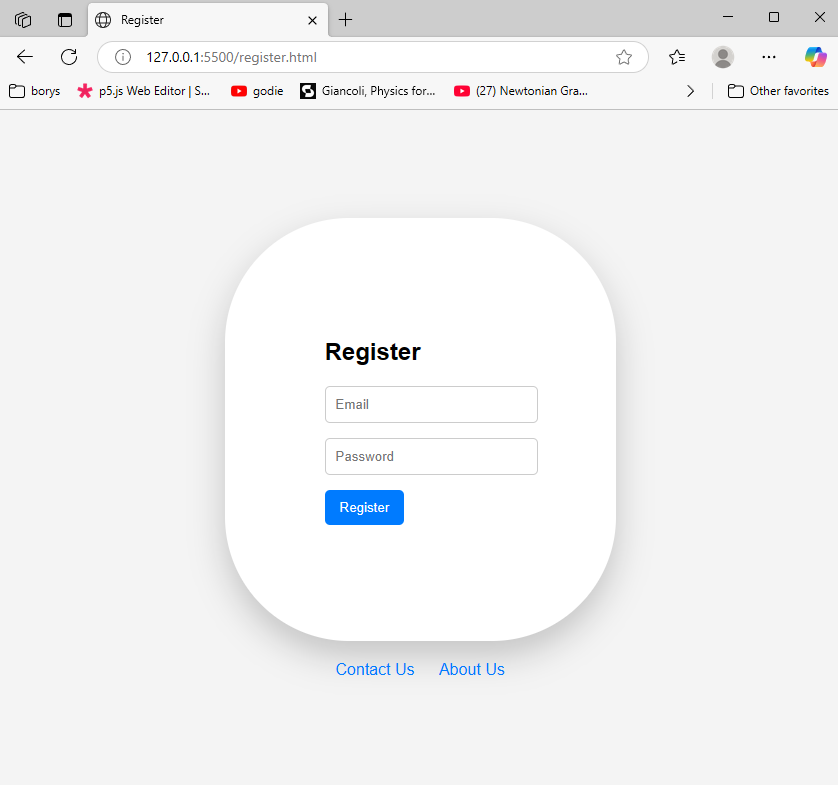 Register
127.0.0.1:5500/register.html
borys p5.js Web Editor | S... godie Giancoli, Physics for... (27) Newtonian Gra... Other favorites
Register
Email
Password
Register
Contact Us About Us